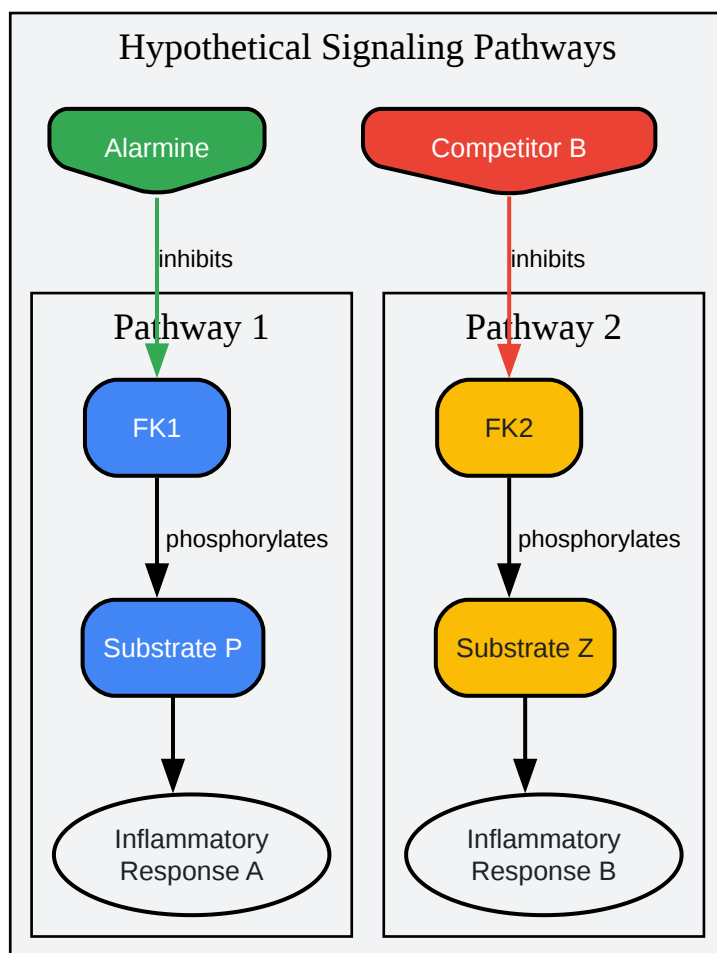 Hypothetical Signaling Pathways
Alarmine
Competitor B
inhibits
inhibits
Pathway 1
Pathway 2
FK1
FK2
phosphorylates
phosphorylates
Substrate P
Substrate Z
Inflammatory
Response A
Inflammatory
Response B